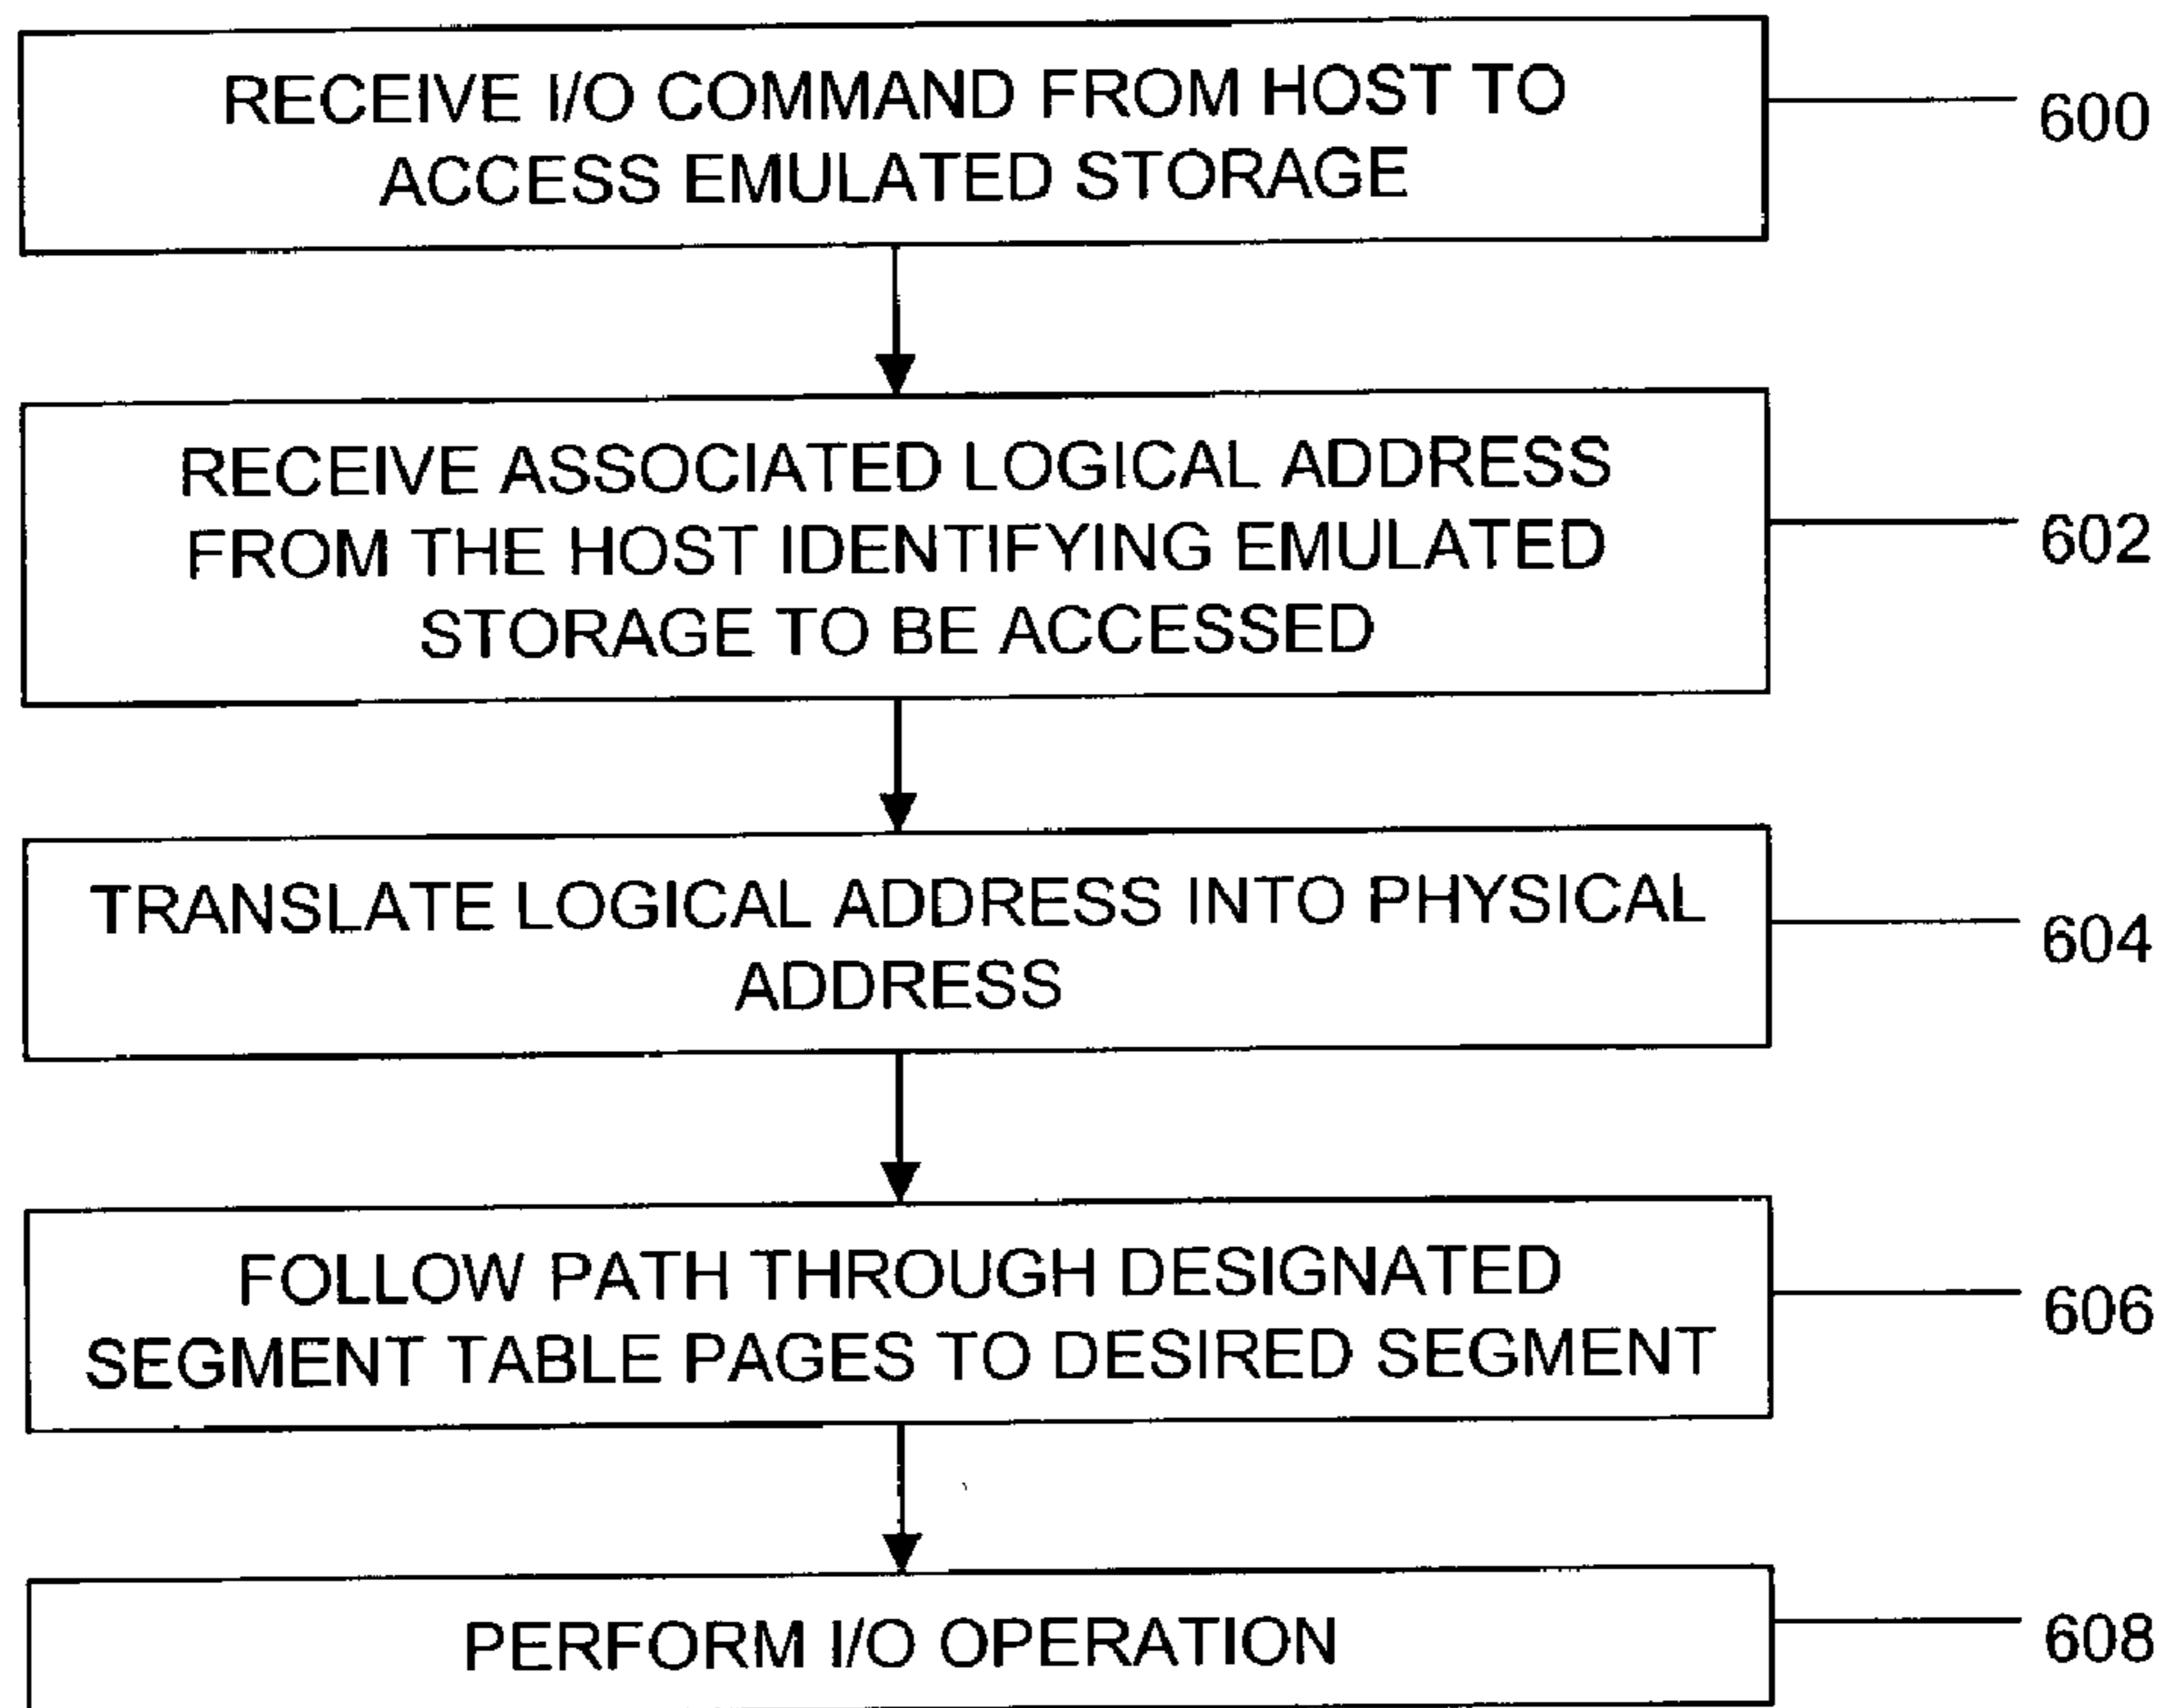 RECEIVE I/O COMMAND FROM HOST TO
ACCESS EMULATED STORAGE
600
RECEIVE ASSOCIATED LOGICAL ADDRESS
FROM THE HOST IDENTIFYING EMULATED
STORAGE TO BE ACCESSED
602
TRANSLATE LOGICAL ADDRESS INTO PHYSICAL
ADDRESS
604
FOLLOW PATH THROUGH DESIGNATED
SEGMENT TABLE PAGES TO DESIRED SEGMENT
606
PERFORM I/O OPERATION
608